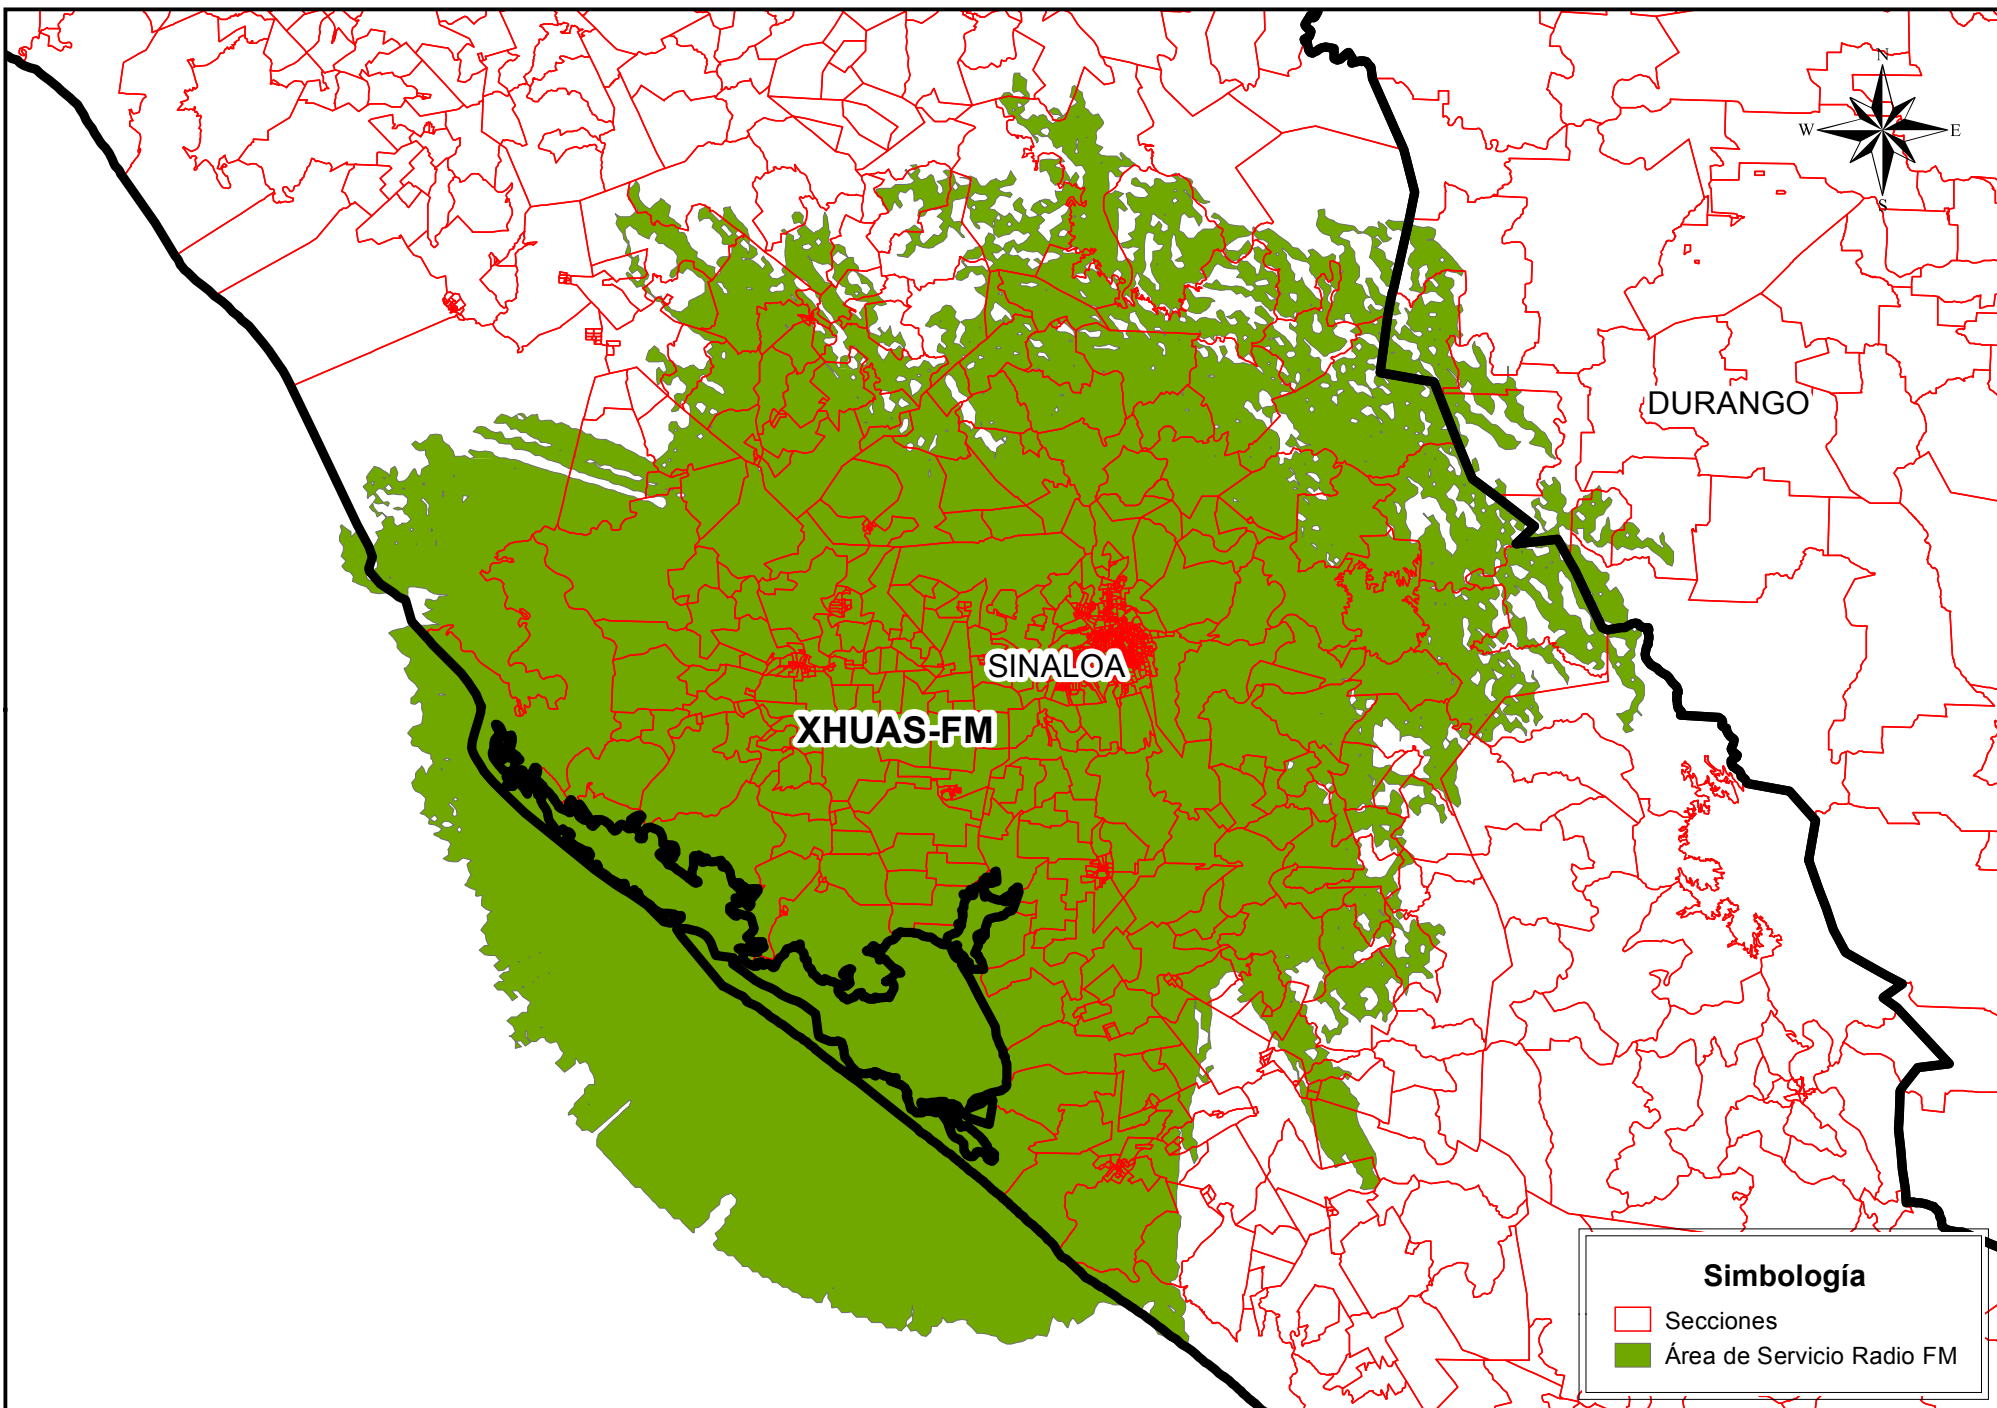 N
W
E
S
DURANGO
SINALOA
XHUAS-FM
Simbología
Secciones
Área de Servicio Radio FM